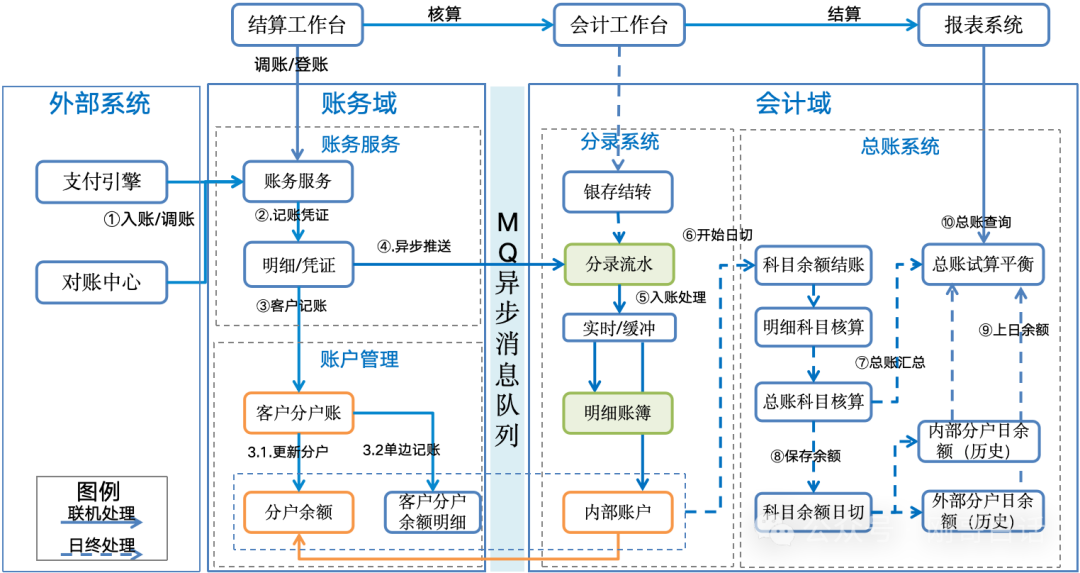 结算工作台
核算
会计工作台
结算
报表系统
调账/登账
外部系统
支付引擎
①入账/调账
对账中心
图例
联机处理
日终处理
账务域
账务服务
账务服务
②.记账凭证
明细/凭证
④.异步推送
③客户记账
账户管理
客户分户账
3.1.更新分户
3.2单边记账
分户余额
客户分户
余额明细
MQ异步消息队列
会计域
分录系统
银存结转
分录流水
⑤入账处理
实时/缓冲
明细账簿
内部账户
⑥开始日切
总账系统
⑩总账查询
科目余额结账
总账试算平衡
明细科目核算
⑨上日余额
⑦总账汇总
总账科目核算
⑧保存余额
内部分户日余
额（历史）
科目余额日切
外部分户日余
额（历史）
公众号